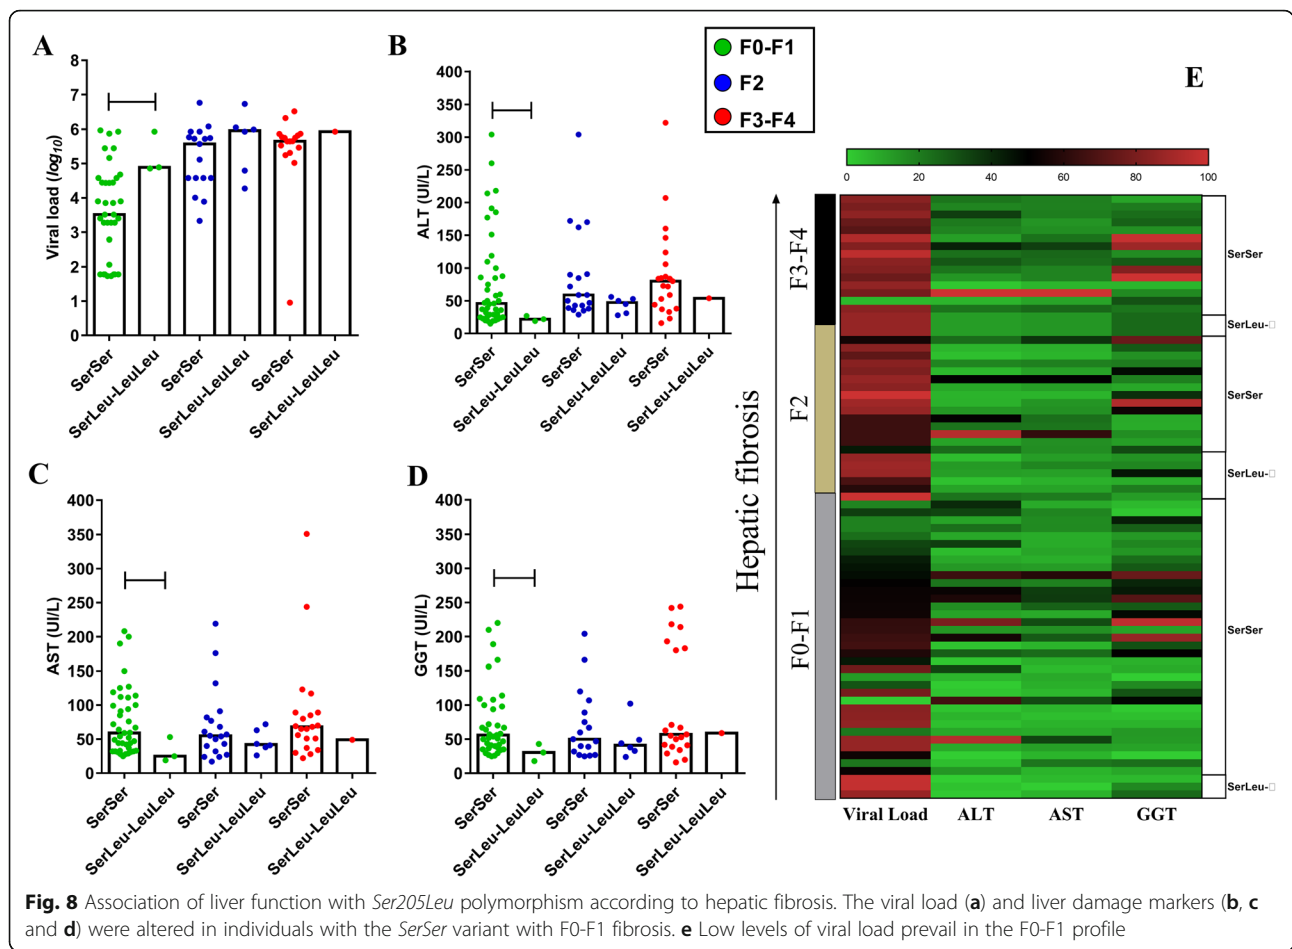 A
8
7
6
5
4
3
2
1
0
Viral load (log10)
SerSer
SerLeu-LeuLeu
SerSer
SerLeu-LeuLeu
SerSer
SerLeu-LeuLeu
B
400
350
300
250
200
150
100
50
0
ALT (UI/L)
SerSer
SerLeu-LeuLeu
SerSer
SerLeu-LeuLeu
SerSer
SerLeu-LeuLeu
F0-F1
F2
F3-F4
C
400
350
300
250
200
150
100
50
0
AST (UI/L)
SerSer
SerLeu-LeuLeu
SerSer
SerLeu-LeuLeu
SerSer
SerLeu-LeuLeu
D
400
350
300
250
200
150
100
50
0
GGT (UI/L)
SerSer
SerLeu-LeuLeu
SerSer
SerLeu-LeuLeu
SerSer
SerLeu-LeuLeu
E
0 20 40 60 80 100
Hepatic fibrosis
F3-F4
F2
F0-F1
SerSer
SerLeu-□
SerSer
SerLeu-□
SerSer
SerLeu-□
Viral Load ALT AST GGT
Fig. 8 Association of liver function with Ser205Leu polymorphism according to hepatic fibrosis. The viral load (a) and liver damage markers (b, c
and d) were altered in individuals with the SerSer variant with F0-F1 fibrosis. e Low levels of viral load prevail in the F0-F1 profile